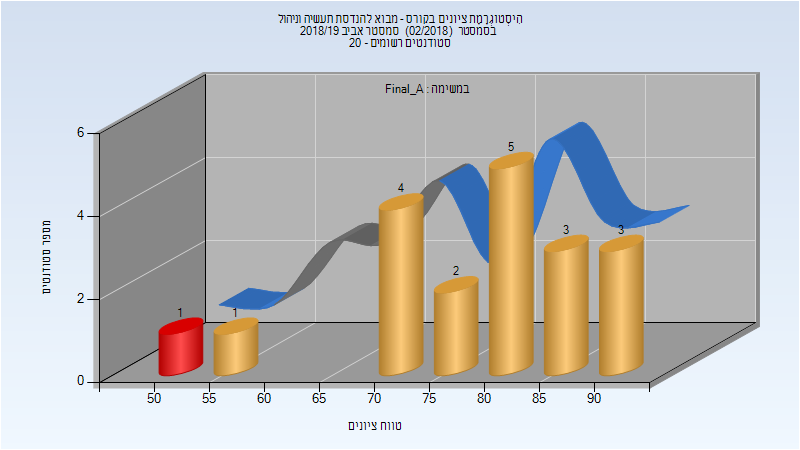 היסטוגרמת ציונים בקורס - מבוא להנדסת תעשיה וניהול
בסמסטר (02/2018) סמסטר אביב 2018/19
סטודנטים רשומים - 20
במשימה : Final_A
מספר סטודנטים
6
4
2
0
1
1
4
2
5
3
3
50 55 60 65 70 75 80 85 90
טווח ציונים